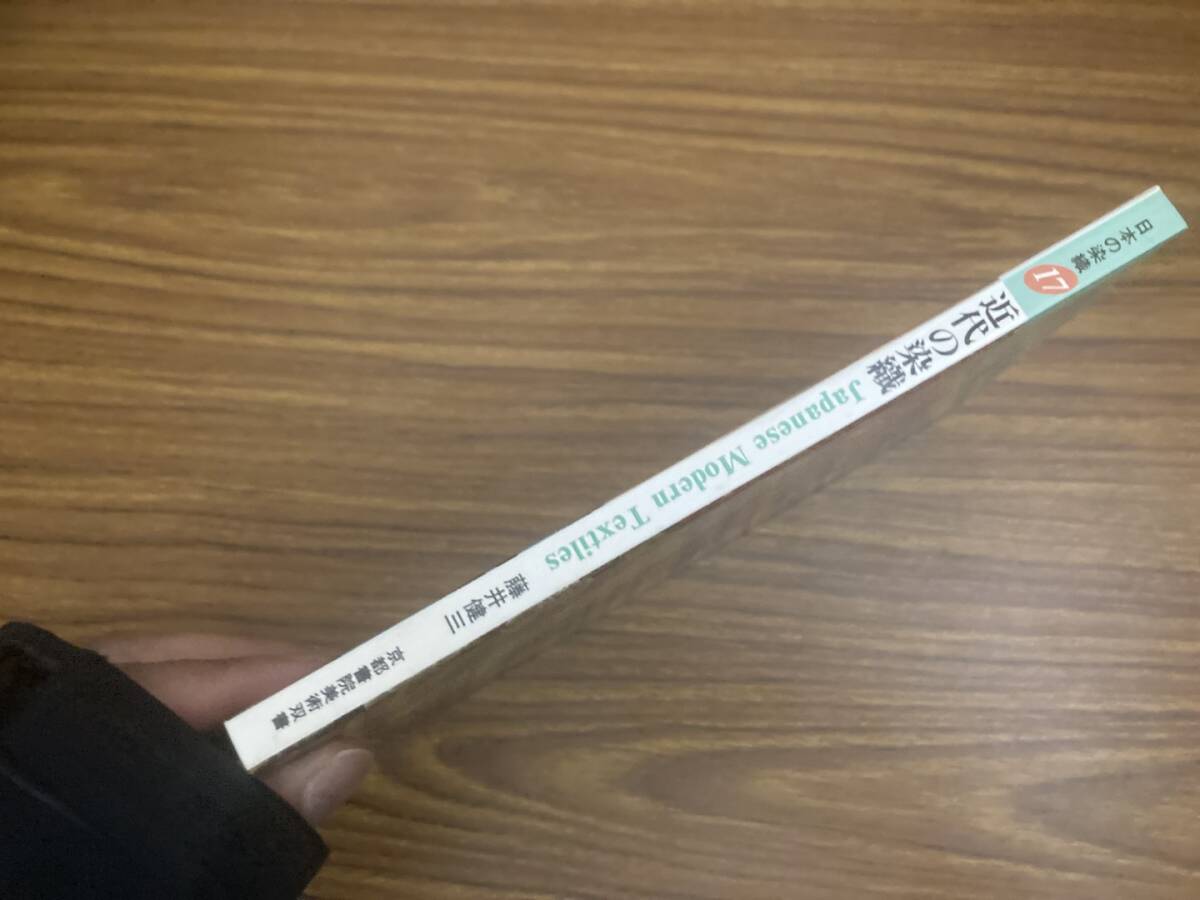 日本の染織
17
近代の染織
Japanese Modern Textiles
藤井健三
京都書院美術双書